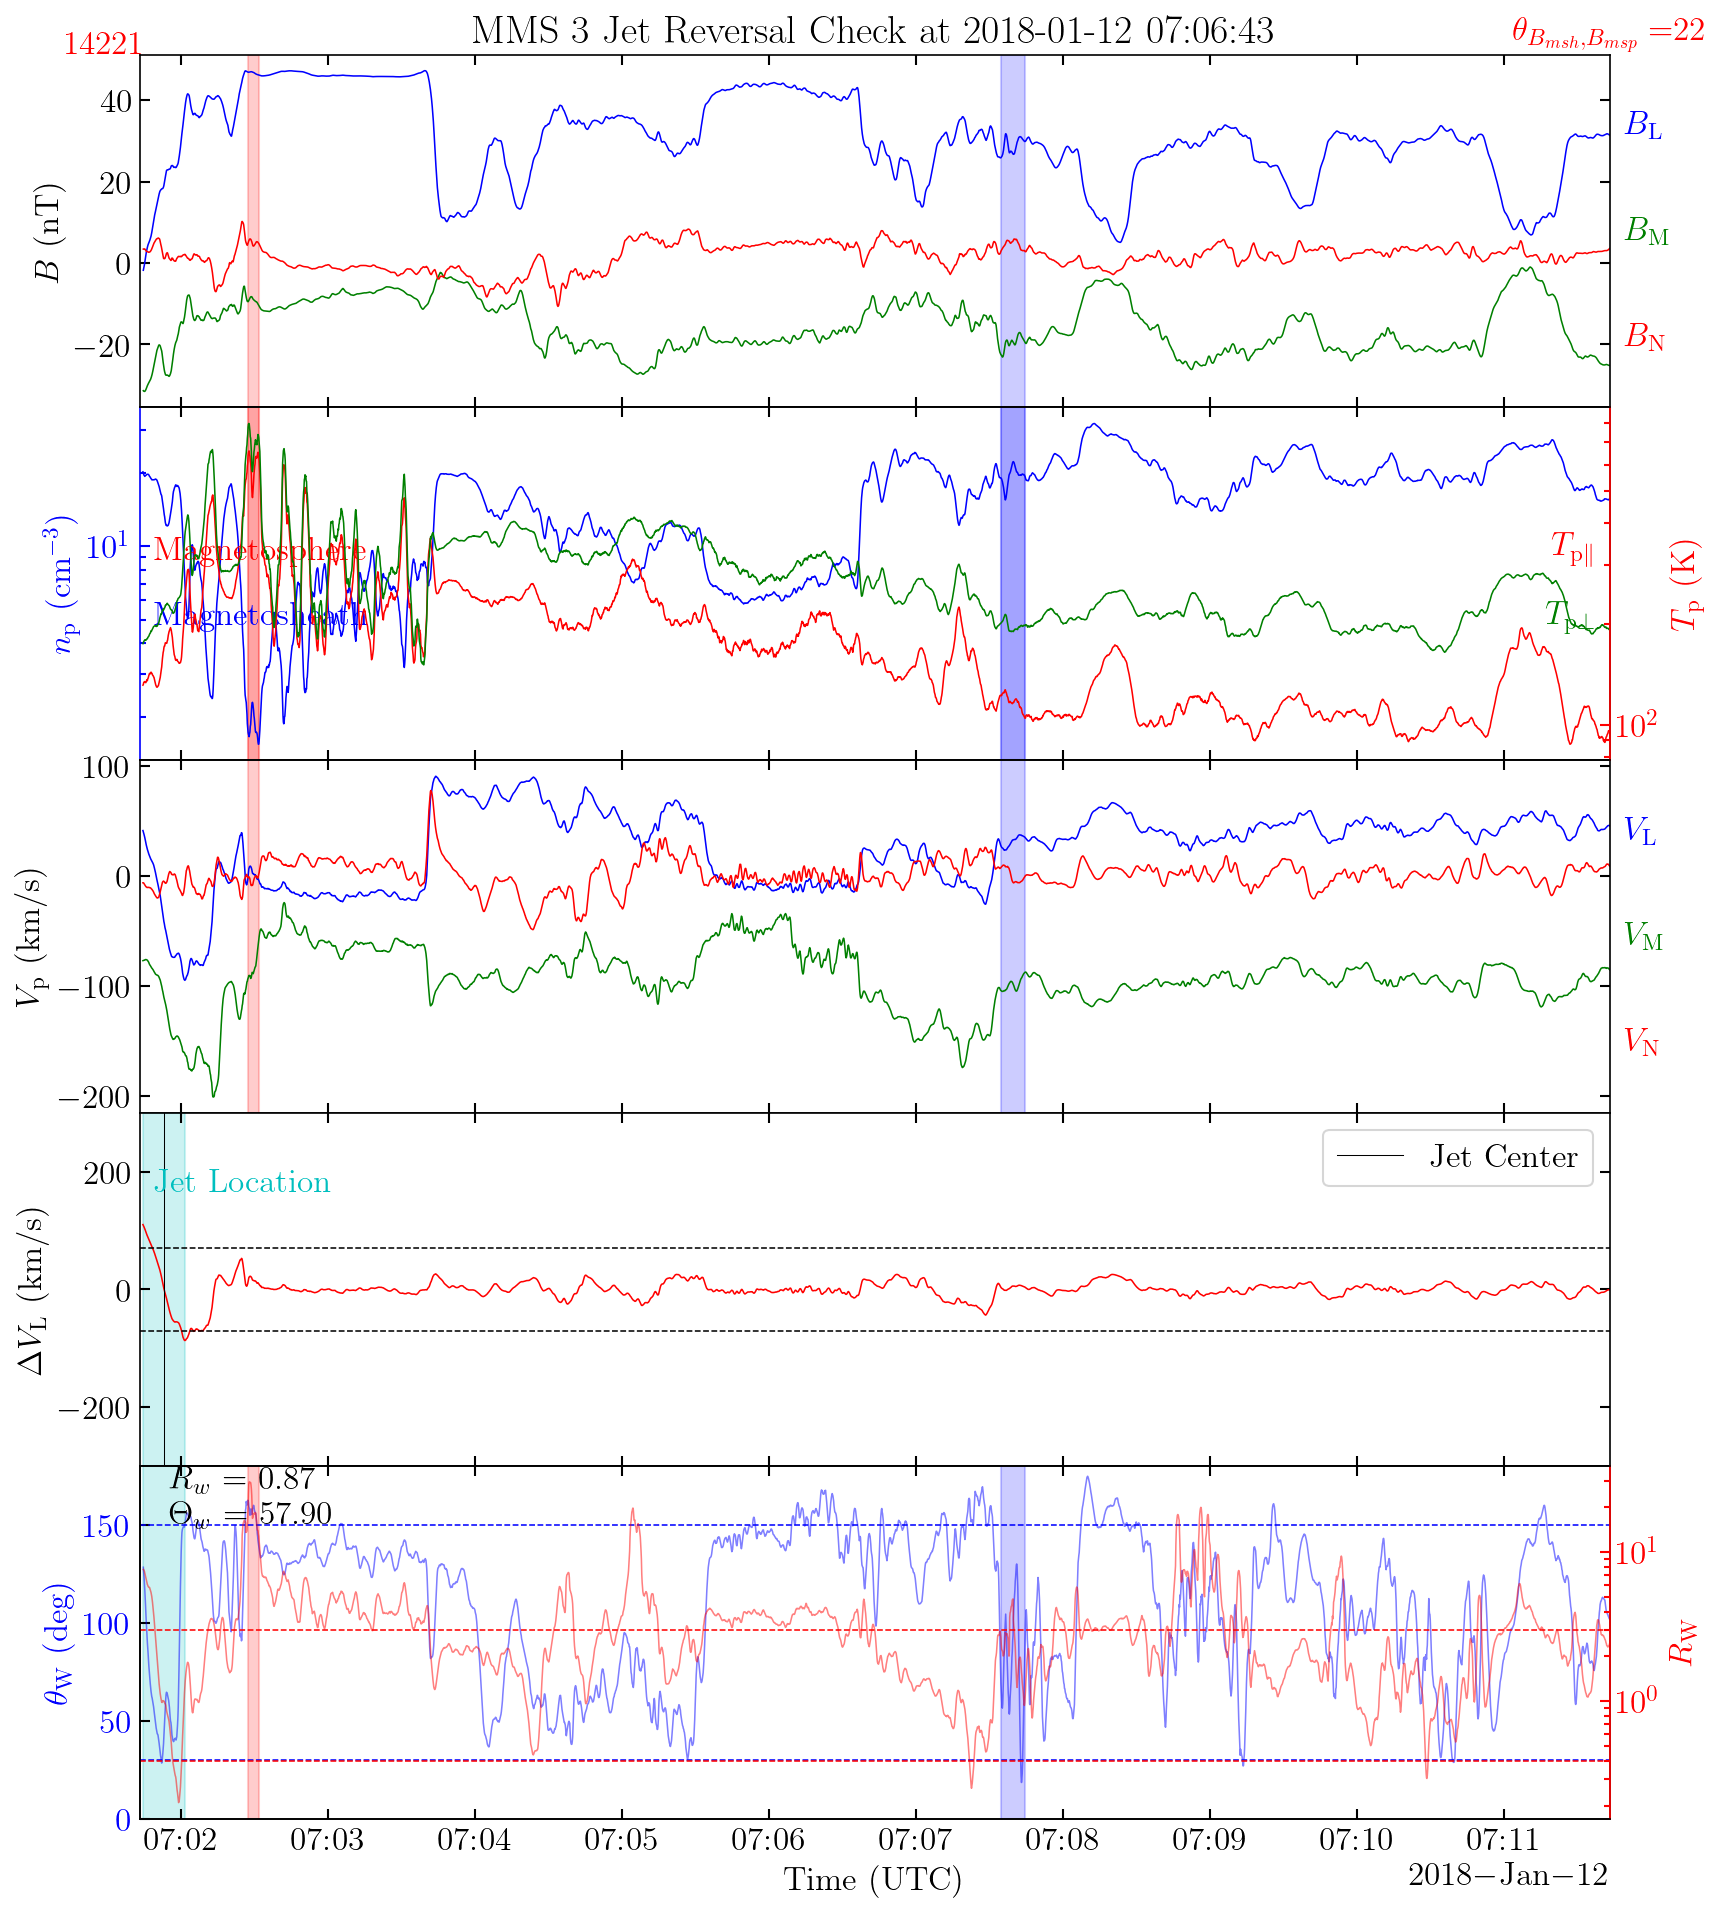 MMS 3 Jet Reversal Check at 2018-01-12 07:06:43
14221
θ_{B_{msh},B_{msp}} =22
40
20
0
−20
B (nT)
B_L
B_M
B_N
10^1
n_p (cm^{−3})
Magnetosphere
Magnetosheath
T_{p∥}
T_{p⊥}
10^2
T_p (K)
100
0
−100
−200
V_p (km/s)
V_L
V_M
V_N
200
0
−200
ΔV_L (km/s)
Jet Location
Jet Center
R_w = 0.87
Θ_w = 57.90
150
100
50
0
θ_W (deg)
10^1
10^0
R_W
07:02 07:03 07:04 07:05 07:06 07:07 07:08 07:09 07:10 07:11
Time (UTC)
2018−Jan−12